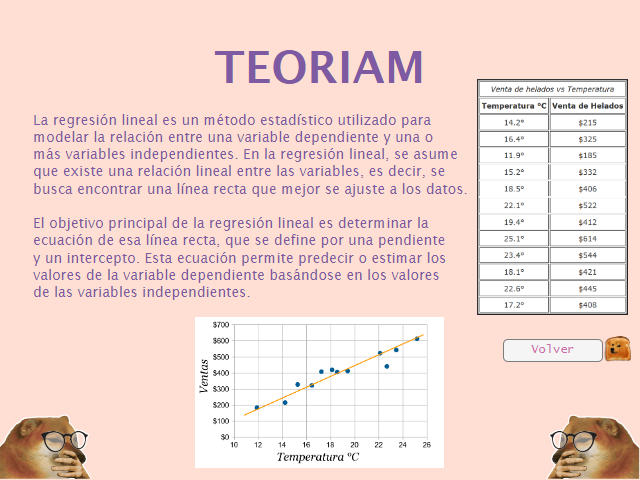 TEORIAM
La regresión lineal es un método estadístico utilizado para
modelar la relación entre una variable dependiente y una o
más variables independientes. En la regresión lineal, se asume
que existe una relación lineal entre las variables, es decir, se
busca encontrar una línea recta que mejor se ajuste a los datos.
El objetivo principal de la regresión lineal es determinar la
ecuación de esa línea recta, que se define por una pendiente
y un intercepto. Esta ecuación permite predecir o estimar los
valores de la variable dependiente basándose en los valores
de las variables independientes.
Venta de helados vs Temperatura
Temperatura °C Venta de Helados
14.2° $215
16.4° $325
11.9° $185
15.2° $332
18.5° $406
22.1° $522
19.4° $412
25.1° $614
23.4° $544
18.1° $421
22.6° $445
17.2° $408
Volver
$700
$600
$500
$400
$300
$200
$100
$0
Ventas
10 12 14 16 18 20 22 24 26
Temperatura ºC